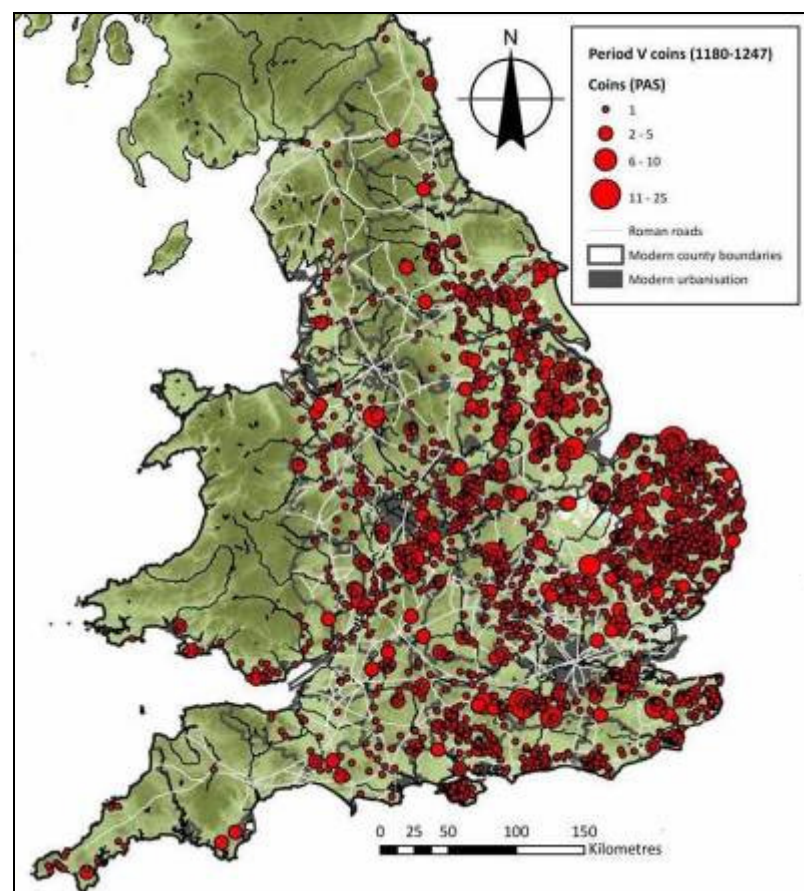 N
Period V coins (1180-1247)
Coins (PAS)
1
2 - 5
6 - 10
11 - 25
Roman roads
Modern county boundaries
Modern urbanisation
0 25 50 100 150
Kilometres